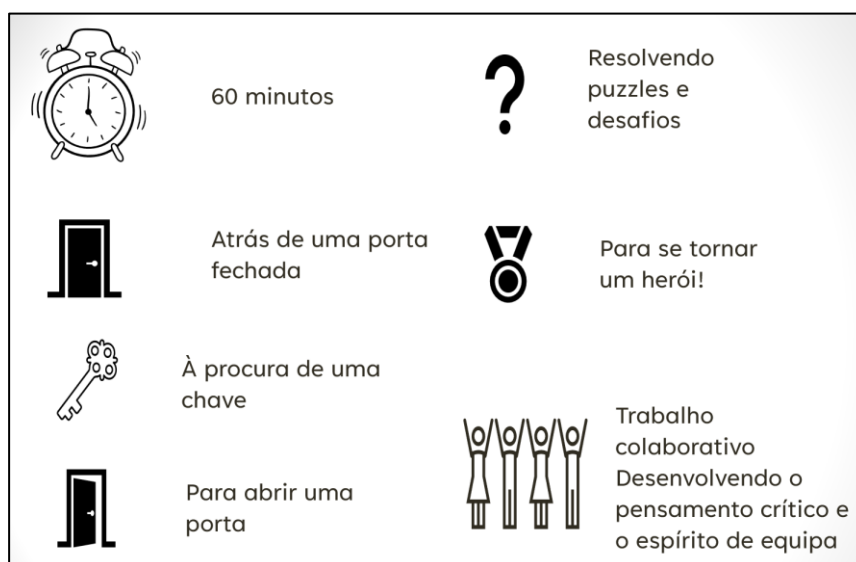 60 minutos
Atrás de uma porta
fechada
À procura de uma
chave
Para abrir uma
porta
Resolvendo
puzzles e
desafios
Para se tornar
um herói!
Trabalho
colaborativo
Desenvolvendo o
pensamento crítico e
o espírito de equipa